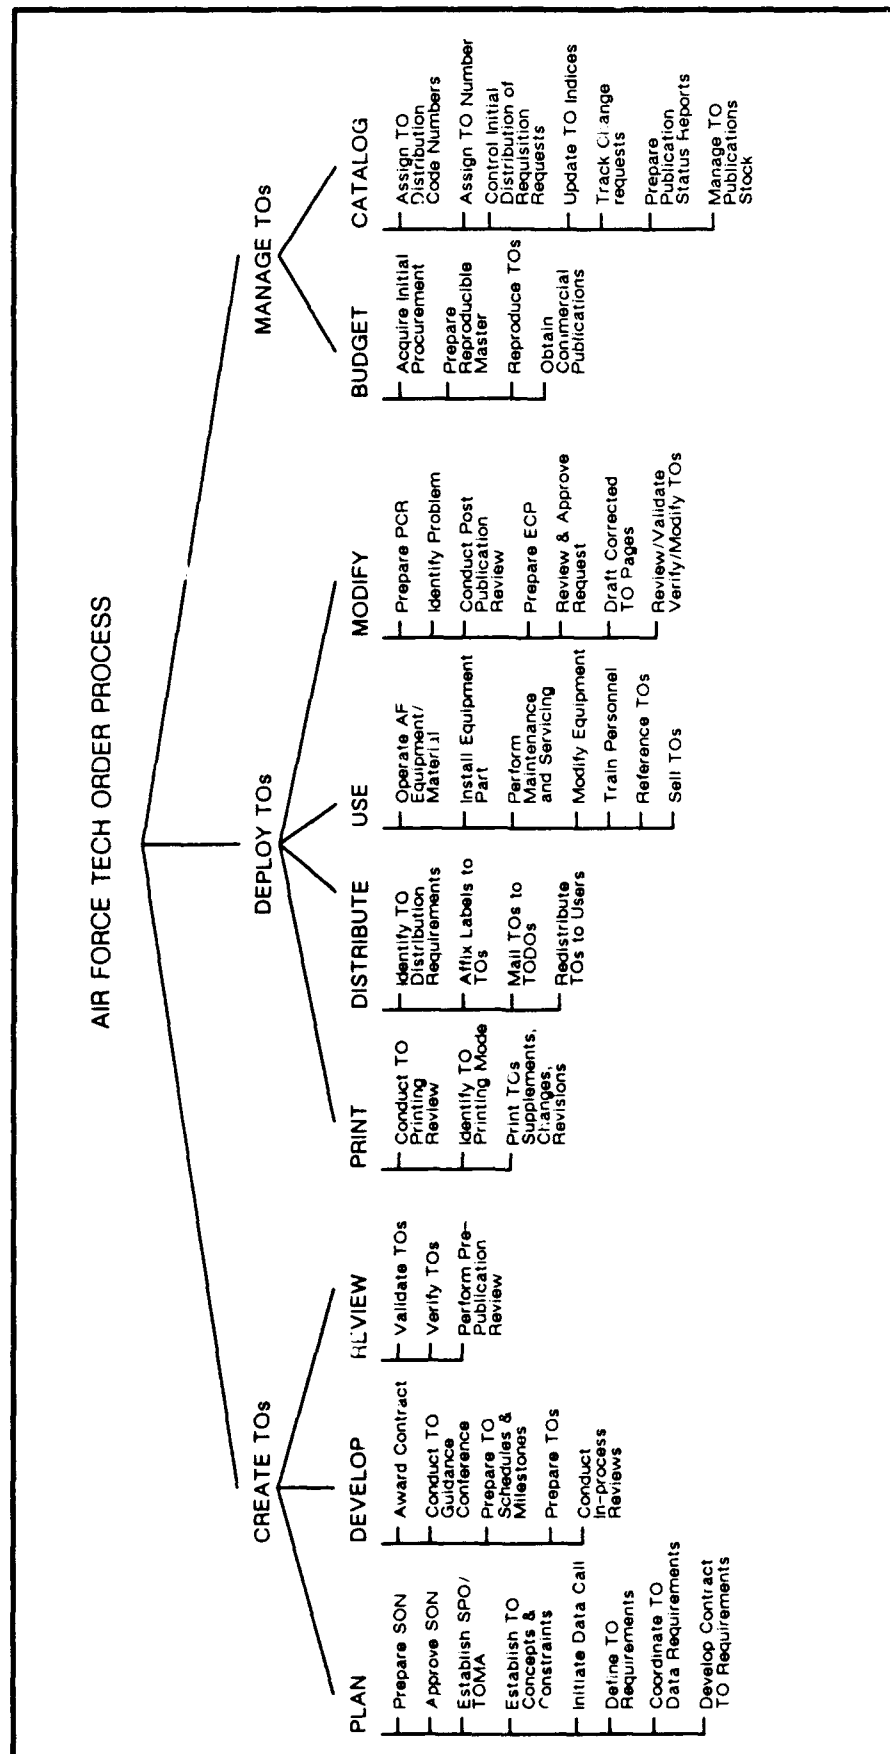 AIR FORCE TECH ORDER PROCESS
CREATE TOs
DEPLOY TOs
MANAGE TOs
PLAN
Prepare SON
Approve SON
Establish SPO/
TOMA
Establish TO
Concepts &
Constraints
Initiate Data Call
Define TO
Requirements
Coordinate TO
Data Requirements
Develop Contract
TO Requirements
DEVELOP
Award Contract
Conduct TO
Guidance
Conference
Prepare TO
Schedules &
Milestones
Prepare TOs
Conduct
In-process
Reviews
REVIEW
Validate TOs
Verify TOs
Perform Pre-
Publication
Review
PRINT
Conduct TO
Printing
Review
Identify TO
Printing Mode
Print TOs
Supplements,
Changes,
Revisions
DISTRIBUTE
Identify TO
Distribution
Requirements
Affix Labels to
TOs
Mail TOs to
TODOs
Redistribute
TOs to Users
USE
Operate AF
Equipment/
Material
Install Equipment
Part
Perform
Maintenance
and Servicing
Modify Equipment
Train Personnel
Reference TOs
Sell TOs
MODIFY
Prepare PCR
Identify Problem
Conduct Post
Publication
Review
Prepare ECP
Review & Approve
Request
Draft Corrected
TO Pages
Review/Validate
Verify/Modify TOs
BUDGET
Acquire Initial
Procurement
Prepare
Reproducible
Master
Reproduce TOs
Obtain
Commercial
Publications
CATALOG
Assign TO
Distribution
Code Numbers
Assign TO Number
Control Initial
Distribution of
Requisition
Requests
Update TO Indices
Track Change
requests
Prepare
Publication
Status Reports
Manage TO
Publications
Stock